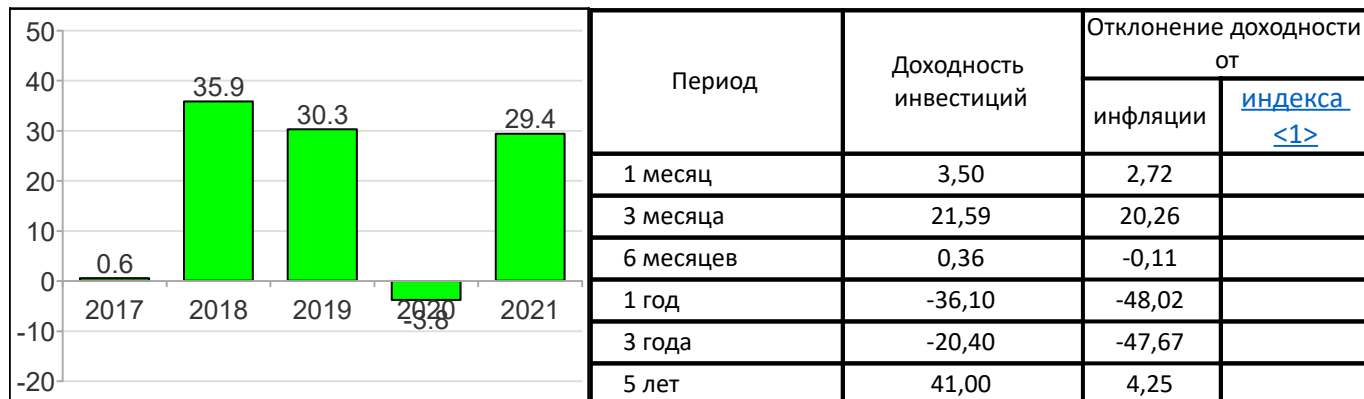 50
40
30
20
10
0
-10
-20
0.6
35.9
30.3
-3.8
29.4
2017
2018
2019
2020
2021
Период
Доходность
инвестиций
Отклонение доходности
от
инфляции
индекса
<1>
1 месяц 3,50 2,72
3 месяца 21,59 20,26
6 месяцев 0,36 -0,11
1 год -36,10 -48,02
3 года -20,40 -47,67
5 лет 41,00 4,25